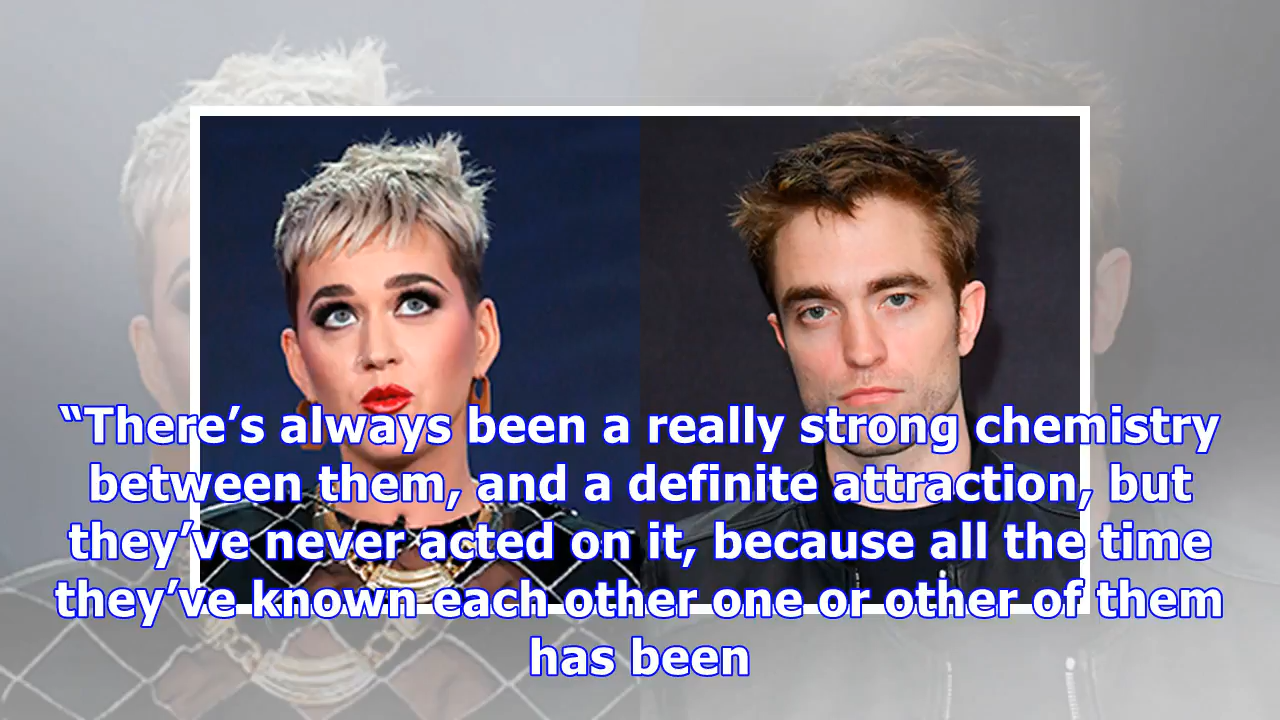 “There’s always been a really strong chemistry
between them, and a definite attraction, but
they’ve never acted on it, because all the time
they’ve known each other one or other of them
has been